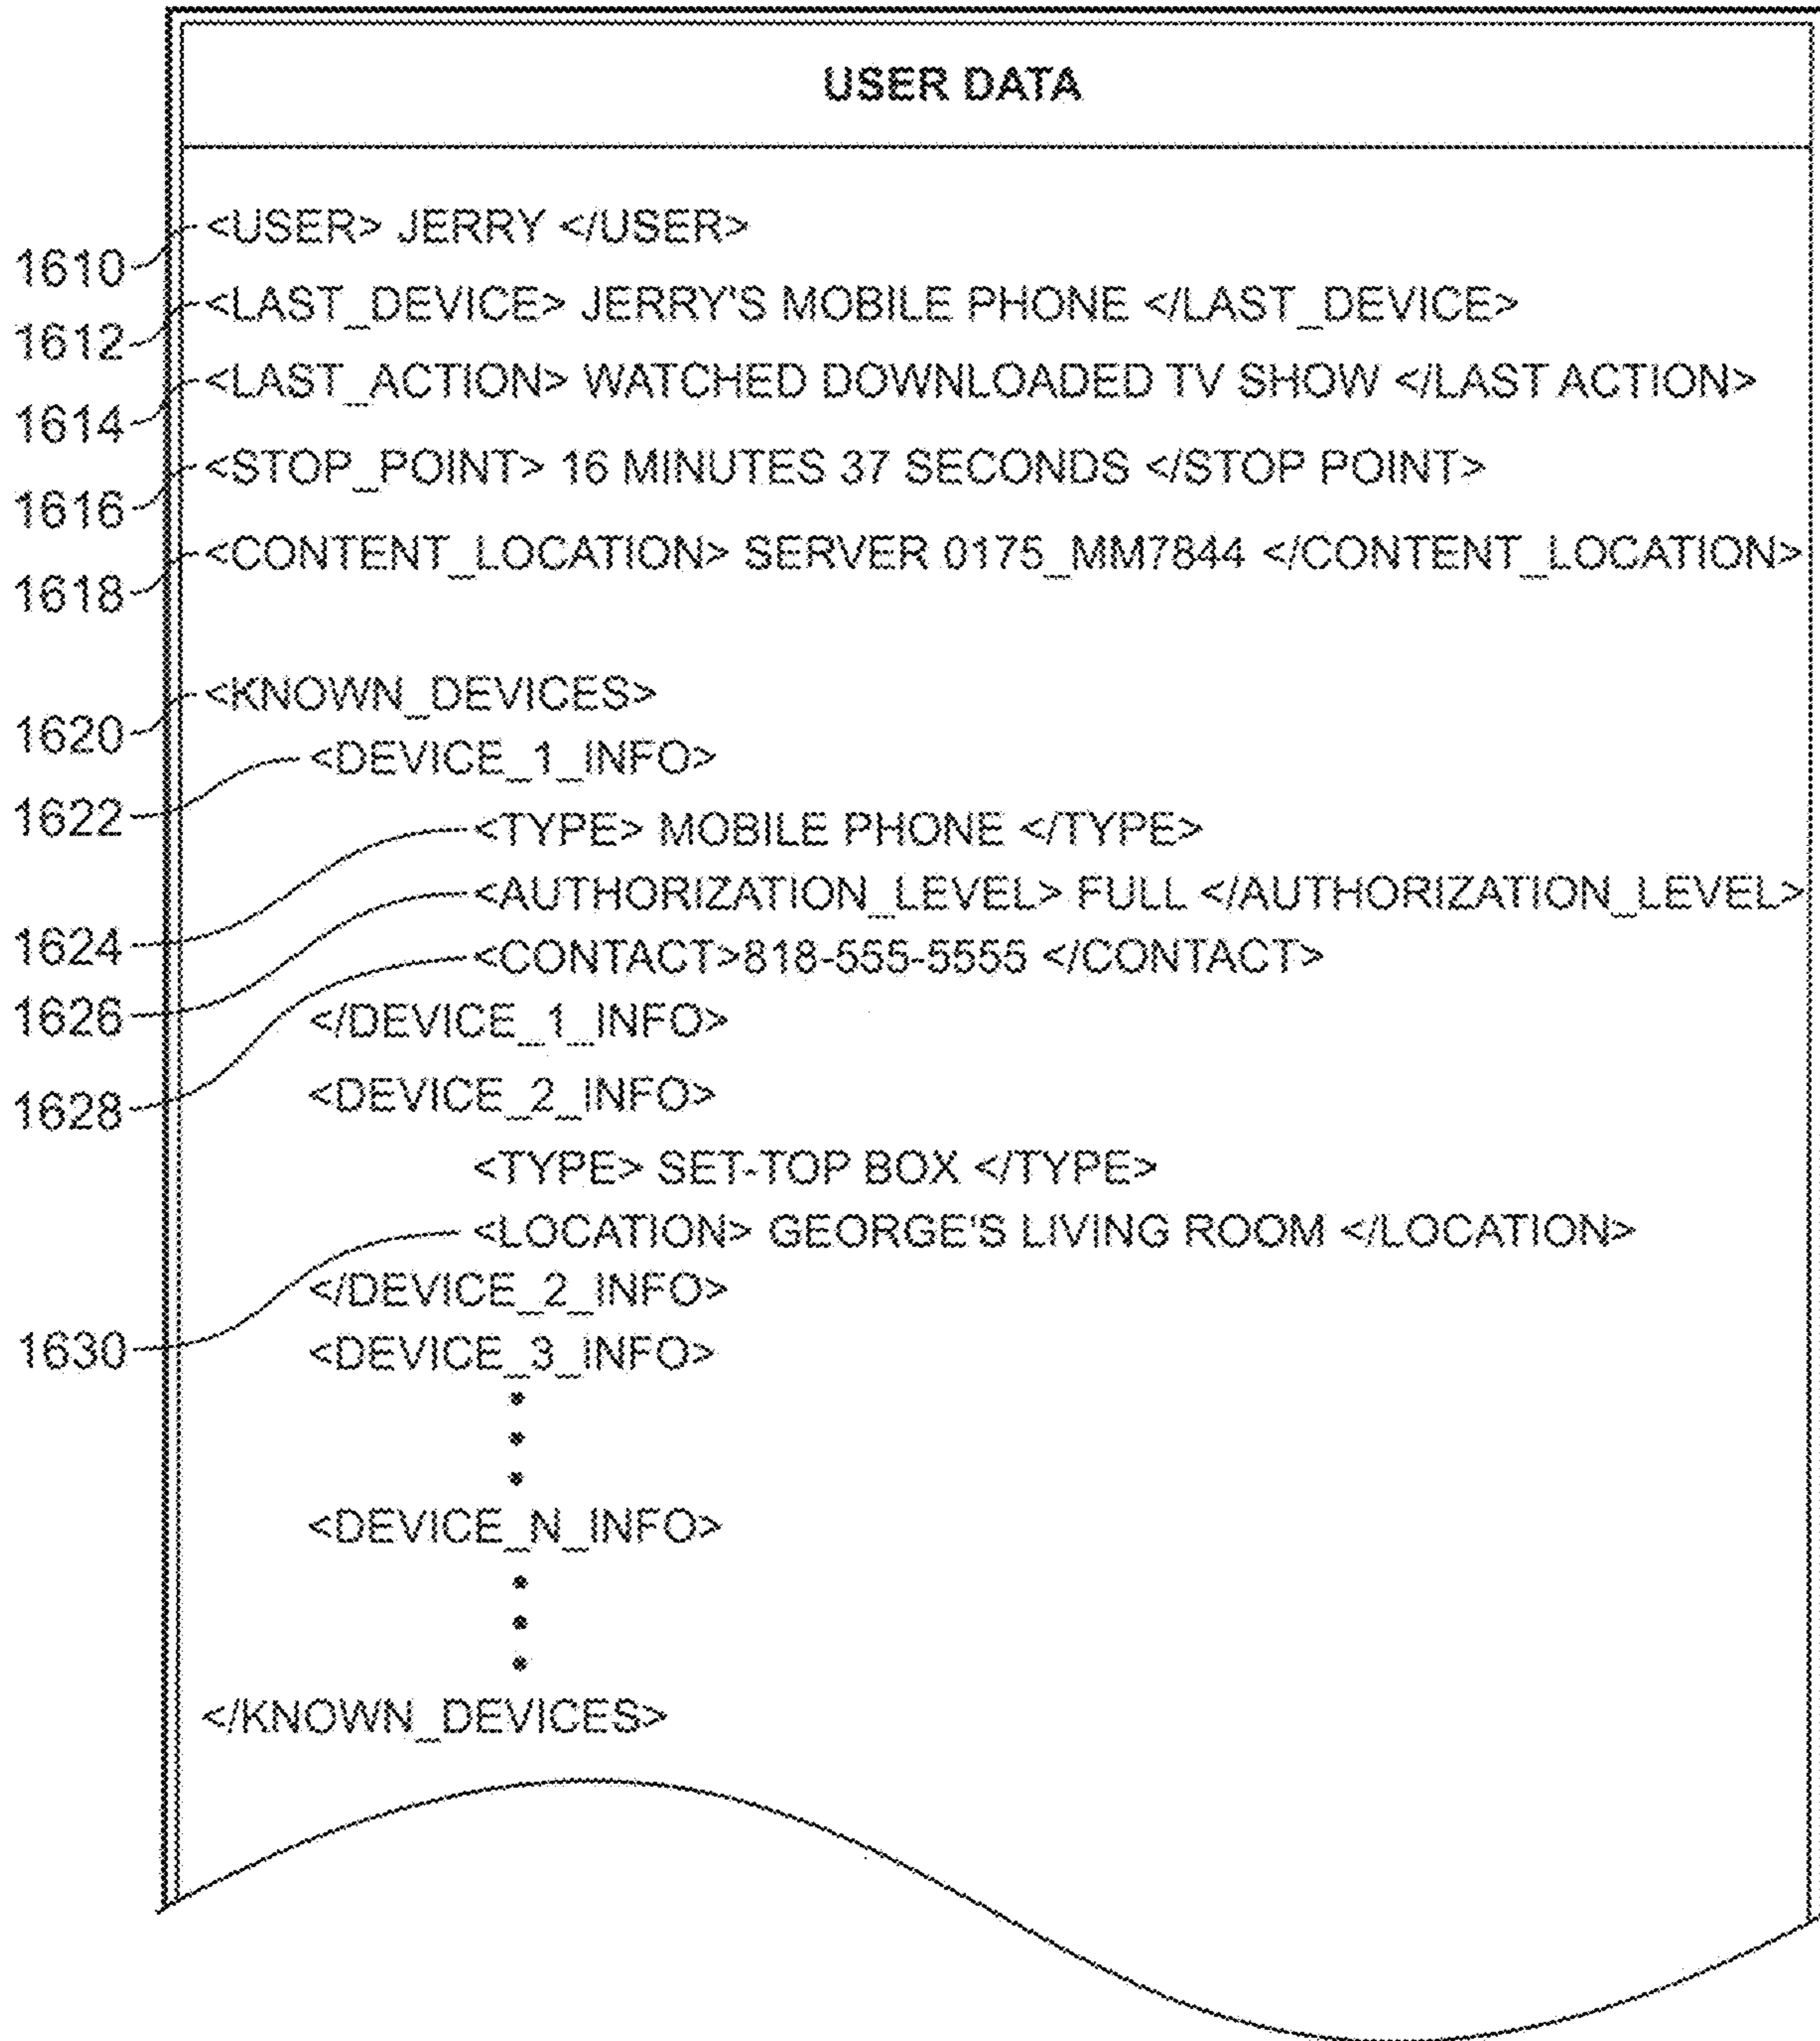 USER DATA
1610 <USER> JERRY </USER>
1612 <LAST_DEVICE> JERRY'S MOBILE PHONE </LAST_DEVICE>
1614 <LAST_ACTION> WATCHED DOWNLOADED TV SHOW </LAST ACTION>
1616 <STOP_POINT> 16 MINUTES 37 SECONDS </STOP POINT>
1618 <CONTENT_LOCATION> SERVER 0175_MM7844 </CONTENT_LOCATION>
1620 <KNOWN_DEVICES>
1622 <DEVICE_1_INFO>
1624 <TYPE> MOBILE PHONE </TYPE>
1626 <AUTHORIZATION_LEVEL> FULL </AUTHORIZATION_LEVEL>
1628 <CONTACT>818-555-5555 </CONTACT>
</DEVICE_1_INFO>
<DEVICE_2_INFO>
<TYPE> SET-TOP BOX </TYPE>
1630 <LOCATION> GEORGE'S LIVING ROOM </LOCATION>
</DEVICE_2_INFO>
<DEVICE_3_INFO>
<DEVICE_N_INFO>
</KNOWN_DEVICES>